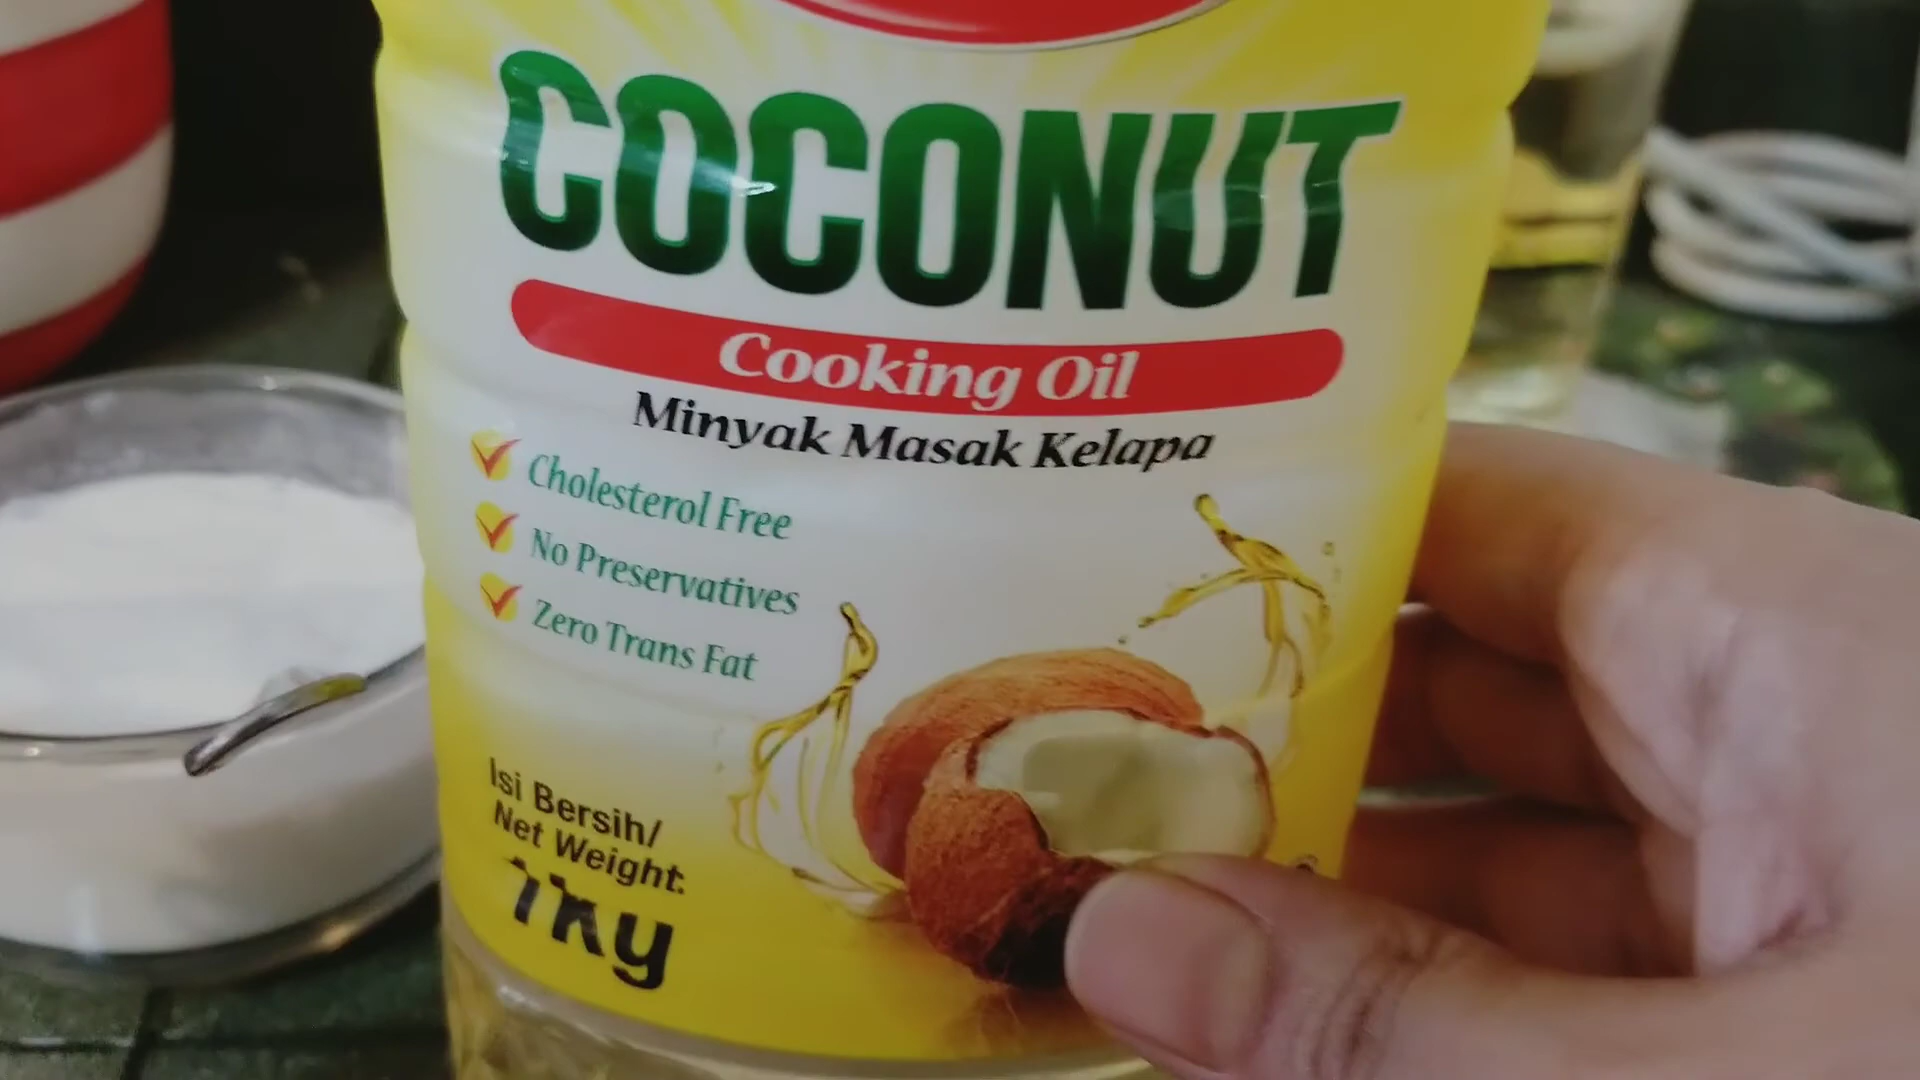 COCONUT
Cooking Oil
Minyak Masak Kelapa
Cholesterol Free
No Preservatives
Zero Trans Fat
Isi Bersih/
Net Weight:
1kg